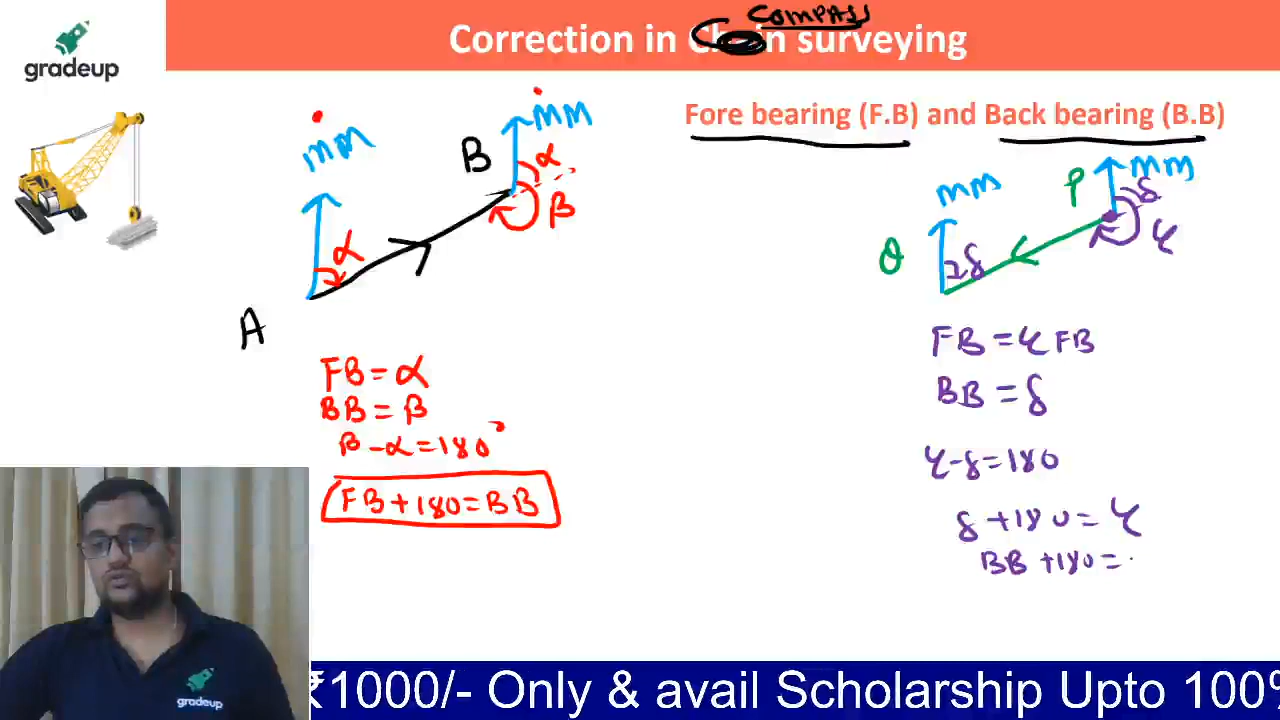 gradeup
COMPASS
Correction in Chain surveying
Fore bearing (F.B) and Back bearing (B.B)
mm
mm
B
α
β
α
A
FB = α
BB = β
β - α = 180°
FB + 180 = BB
mm
mm
P
δ
Q
δ
FB = FB
BB = δ
- δ = 180
δ + 180 =
BB + 180 =
gradeup
₹1000/- Only & avail Scholarship Upto 100%